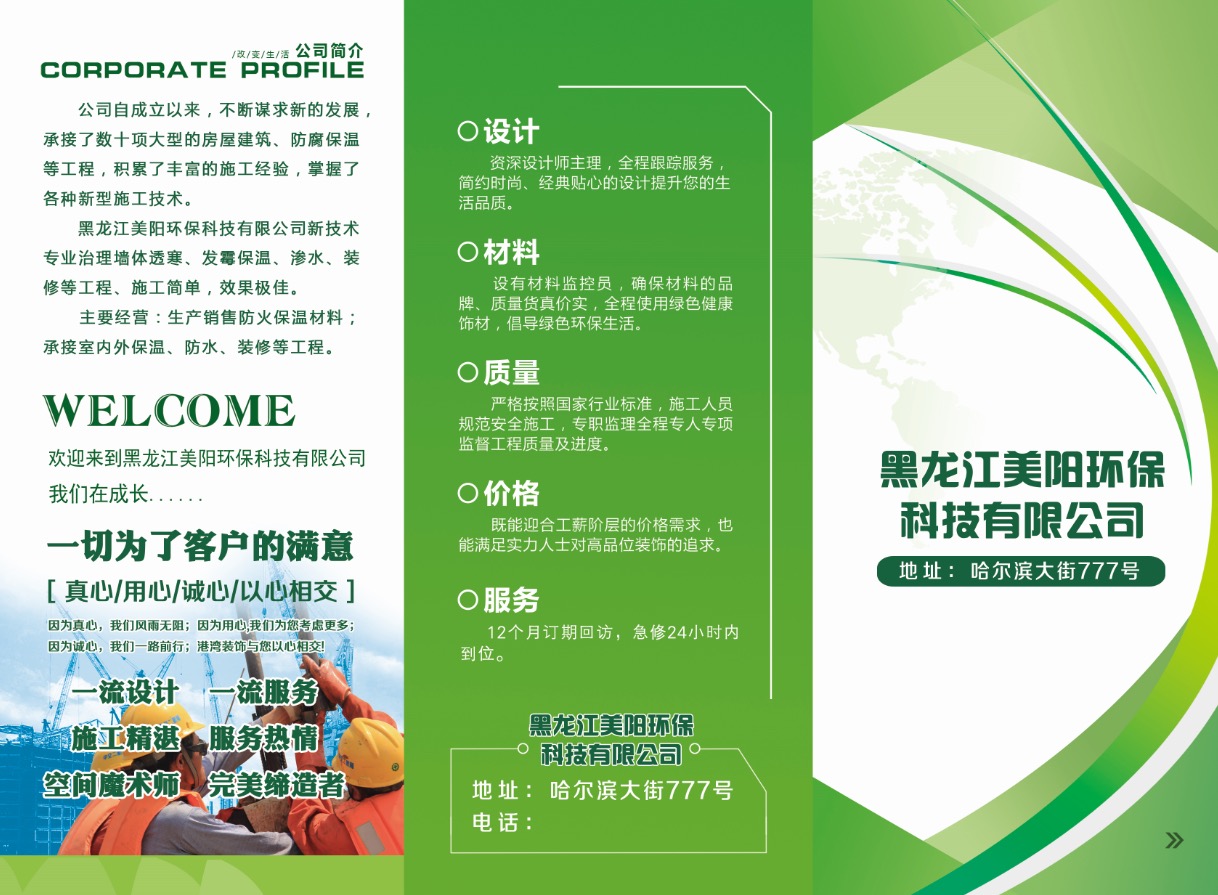 /改/变/生/活 公司简介
CORPORATE PROFILE
公司自成立以来，不断谋求新的发展，
承接了数十项大型的房屋建筑、防腐保温
等工程，积累了丰富的施工经验，掌握了
各种新型施工技术。
黑龙江美阳环保科技有限公司新技术
专业治理墙体透寒、发霉保温、渗水、装
修等工程、施工简单，效果极佳。
主要经营：生产销售防火保温材料；
承接室内外保温、防水、装修等工程。
WELCOME
欢迎来到黑龙江美阳环保科技有限公司
我们在成长......
一切为了客户的满意
[ 真心/用心/诚心/以心相交 ]
因为真心，我们风雨无阻；因为用心,我们为您考虑更多；
因为诚心，我们一路前行；港湾装饰与您以心相交!
一流设计 一流服务
施工精湛 服务热情
空间魔术师 完美缔造者
设计
资深设计师主理，全程跟踪服务，
简约时尚、经典贴心的设计提升您的生
活品质。
材料
设有材料监控员，确保材料的品
牌、质量货真价实，全程使用绿色健康
饰材，倡导绿色环保生活。
质量
严格按照国家行业标准，施工人员
规范安全施工，专职监理全程专人专项
监督工程质量及进度。
价格
既能迎合工薪阶层的价格需求，也
能满足实力人士对高品位装饰的追求。
服务
12个月订期回访，急修24小时内
到位。
黑龙江美阳环保
科技有限公司
地址：哈尔滨大街777号
电话：
黑龙江美阳环保
科技有限公司
地址：哈尔滨大街777号